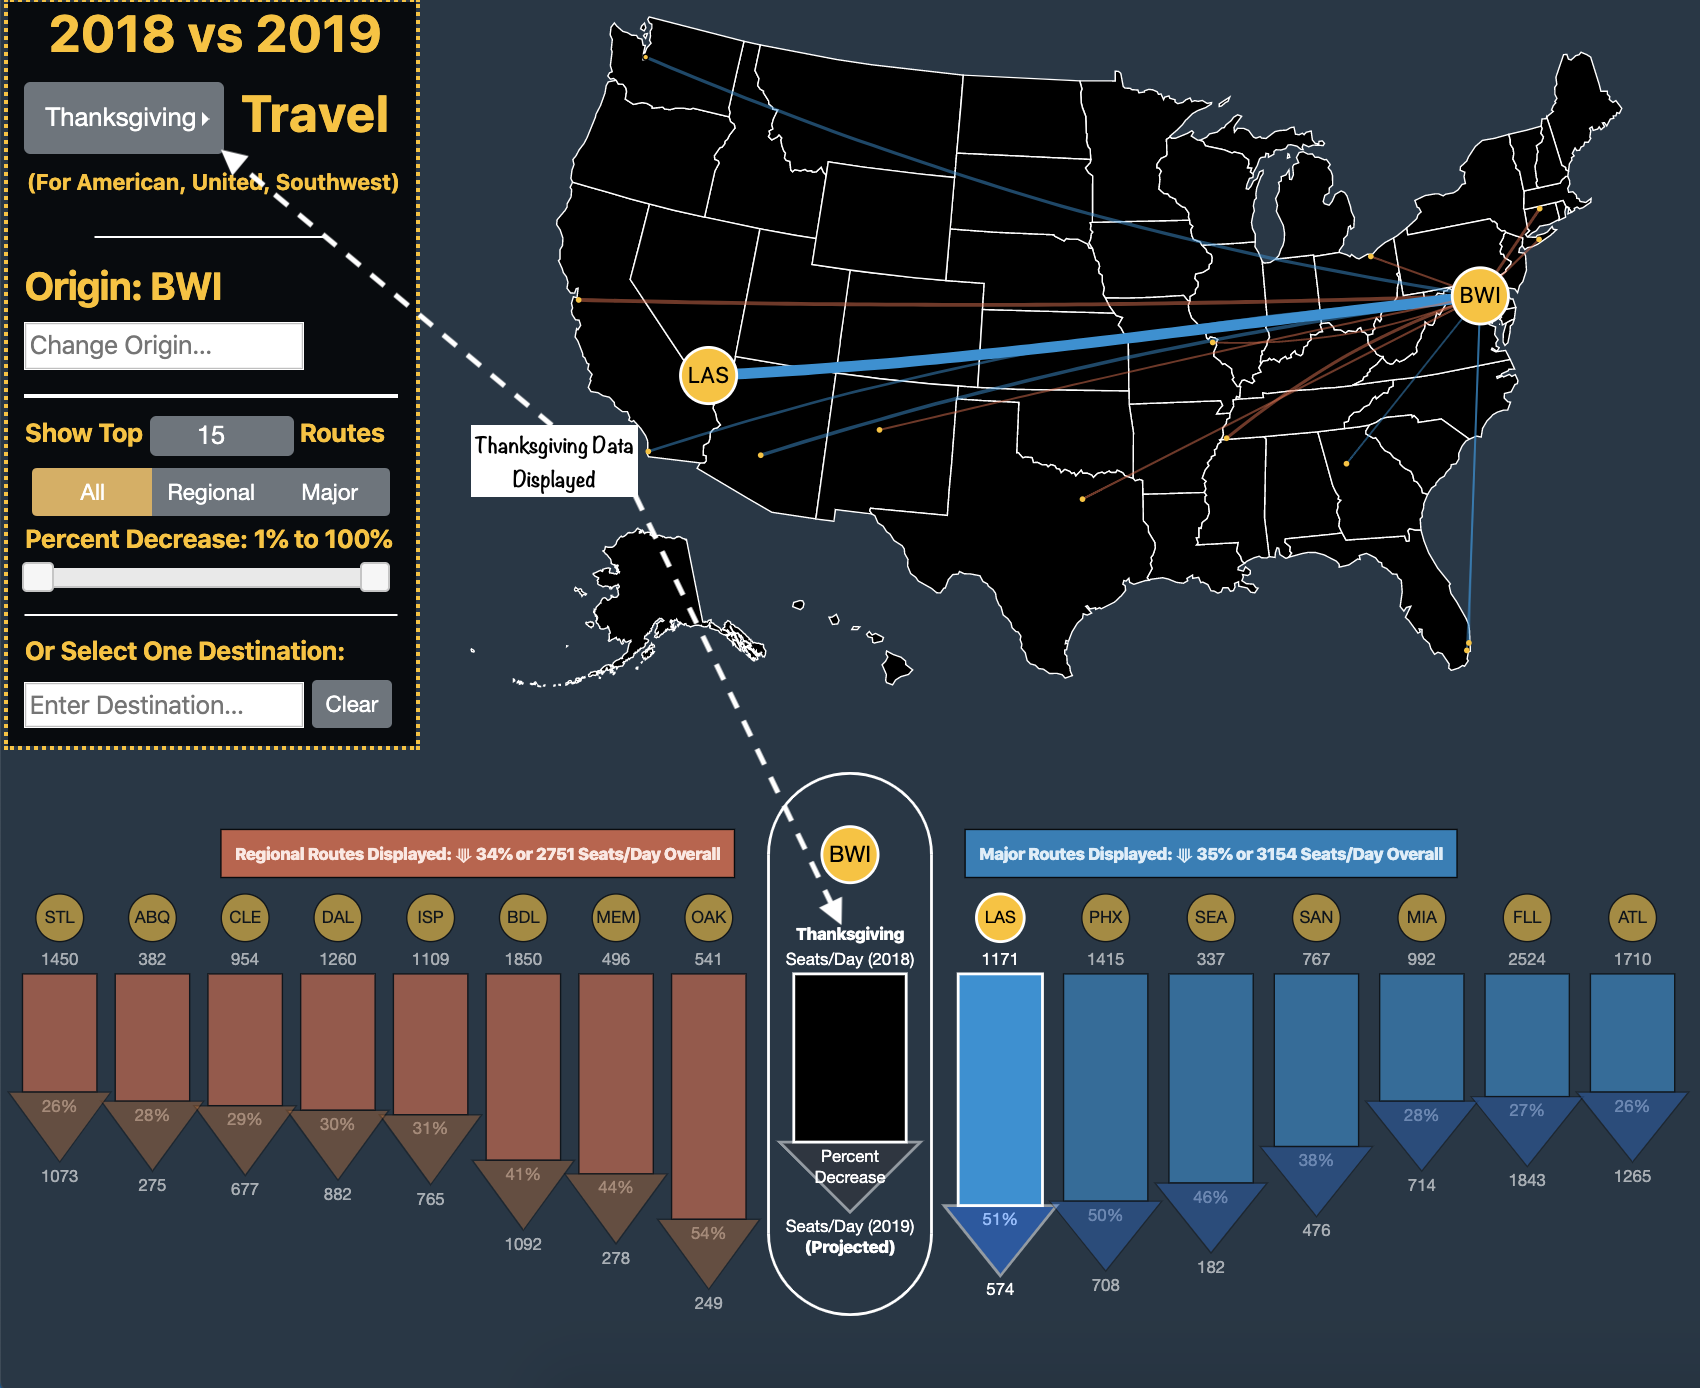 2018 vs 2019
Thanksgiving
Travel
(For American, United, Southwest)
Origin: BWI
Change Origin...
Show Top 15 Routes
All Regional Major
Percent Decrease: 1% to 100%
Or Select One Destination:
Enter Destination...
Clear
BWI
LAS
Thanksgiving Data
Displayed
Regional Routes Displayed: ⟱ 34% or 2751 Seats/Day Overall
BWI
Major Routes Displayed: ⟱ 35% or 3154 Seats/Day Overall
STL ABQ CLE DAL ISP BDL MEM OAK
1450 382 954 1260 1109 1850 496 541
26% 28% 29% 30% 31% 41% 44% 54%
1073 275 677 882 765 1092 278 249
Thanksgiving
Seats/Day (2018)
Percent
Decrease
Seats/Day (2019)
(Projected)
LAS PHX SEA SAN MIA FLL ATL
1171 1415 337 767 992 2524 1710
51% 50% 46% 38% 28% 27% 26%
574 708 182 476 714 1843 1265